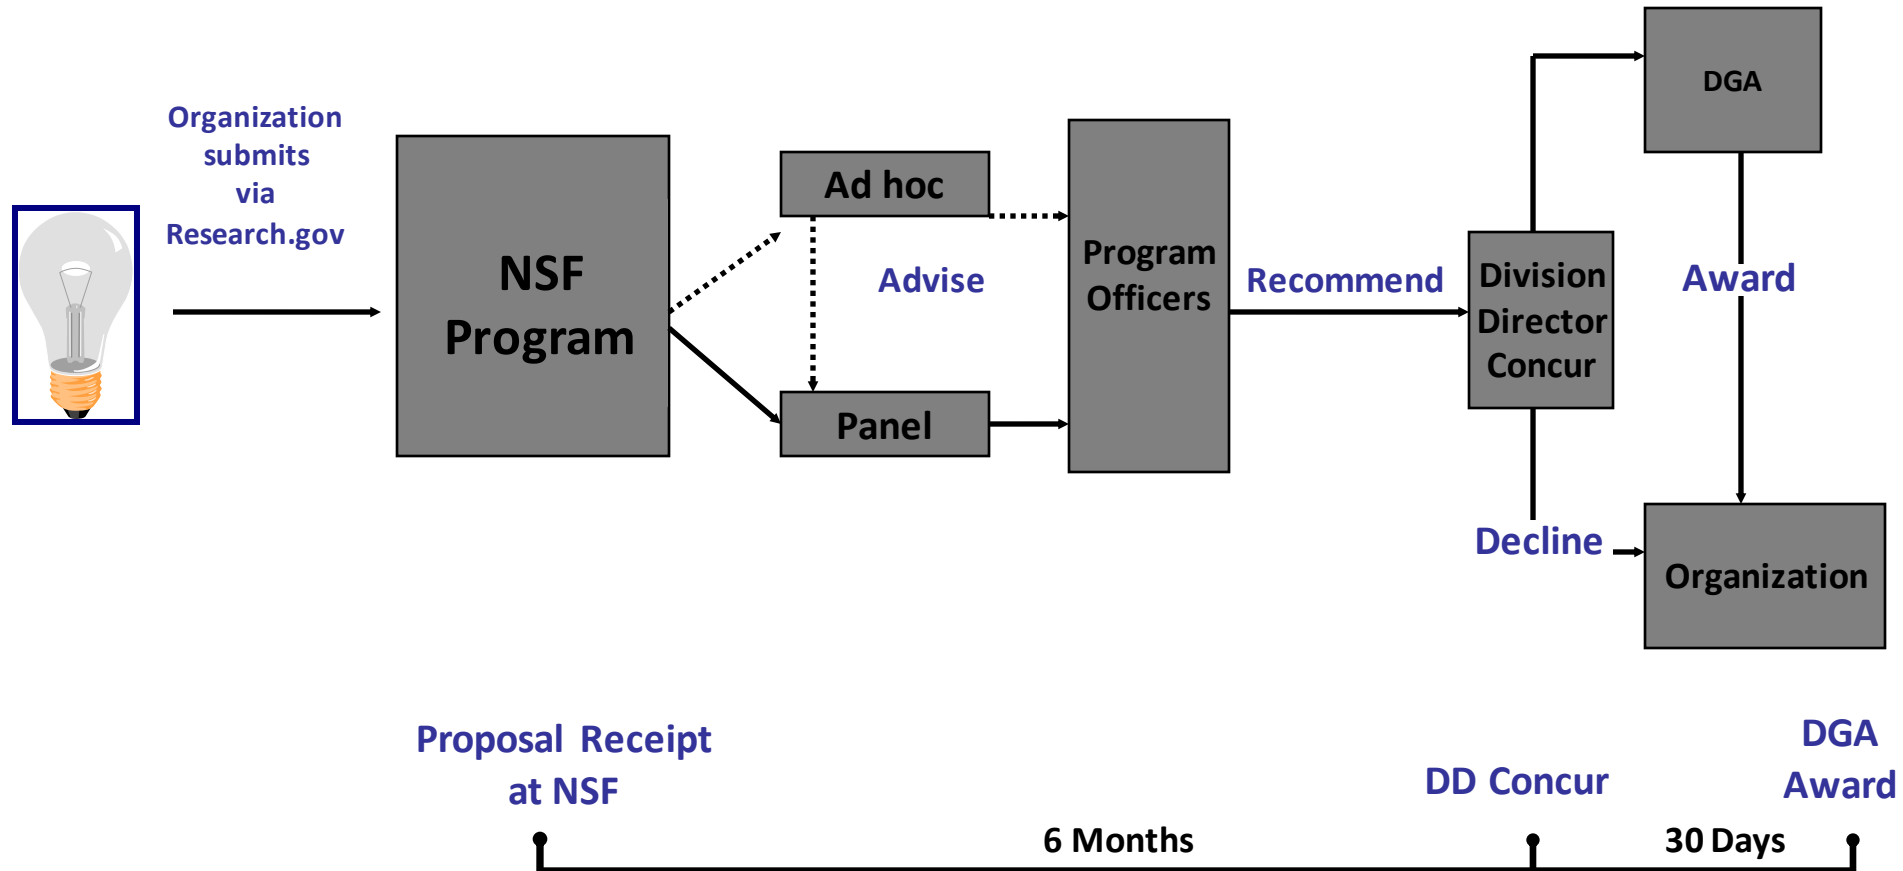 Organization
submits
via
Research.gov
NSF
Program
Ad hoc
Advise
Panel
Program
Officers
Recommend
Division
Director
Concur
DGA
Award
Decline
Organization
Proposal Receipt
at NSF
6 Months
DD Concur
30 Days
DGA
Award